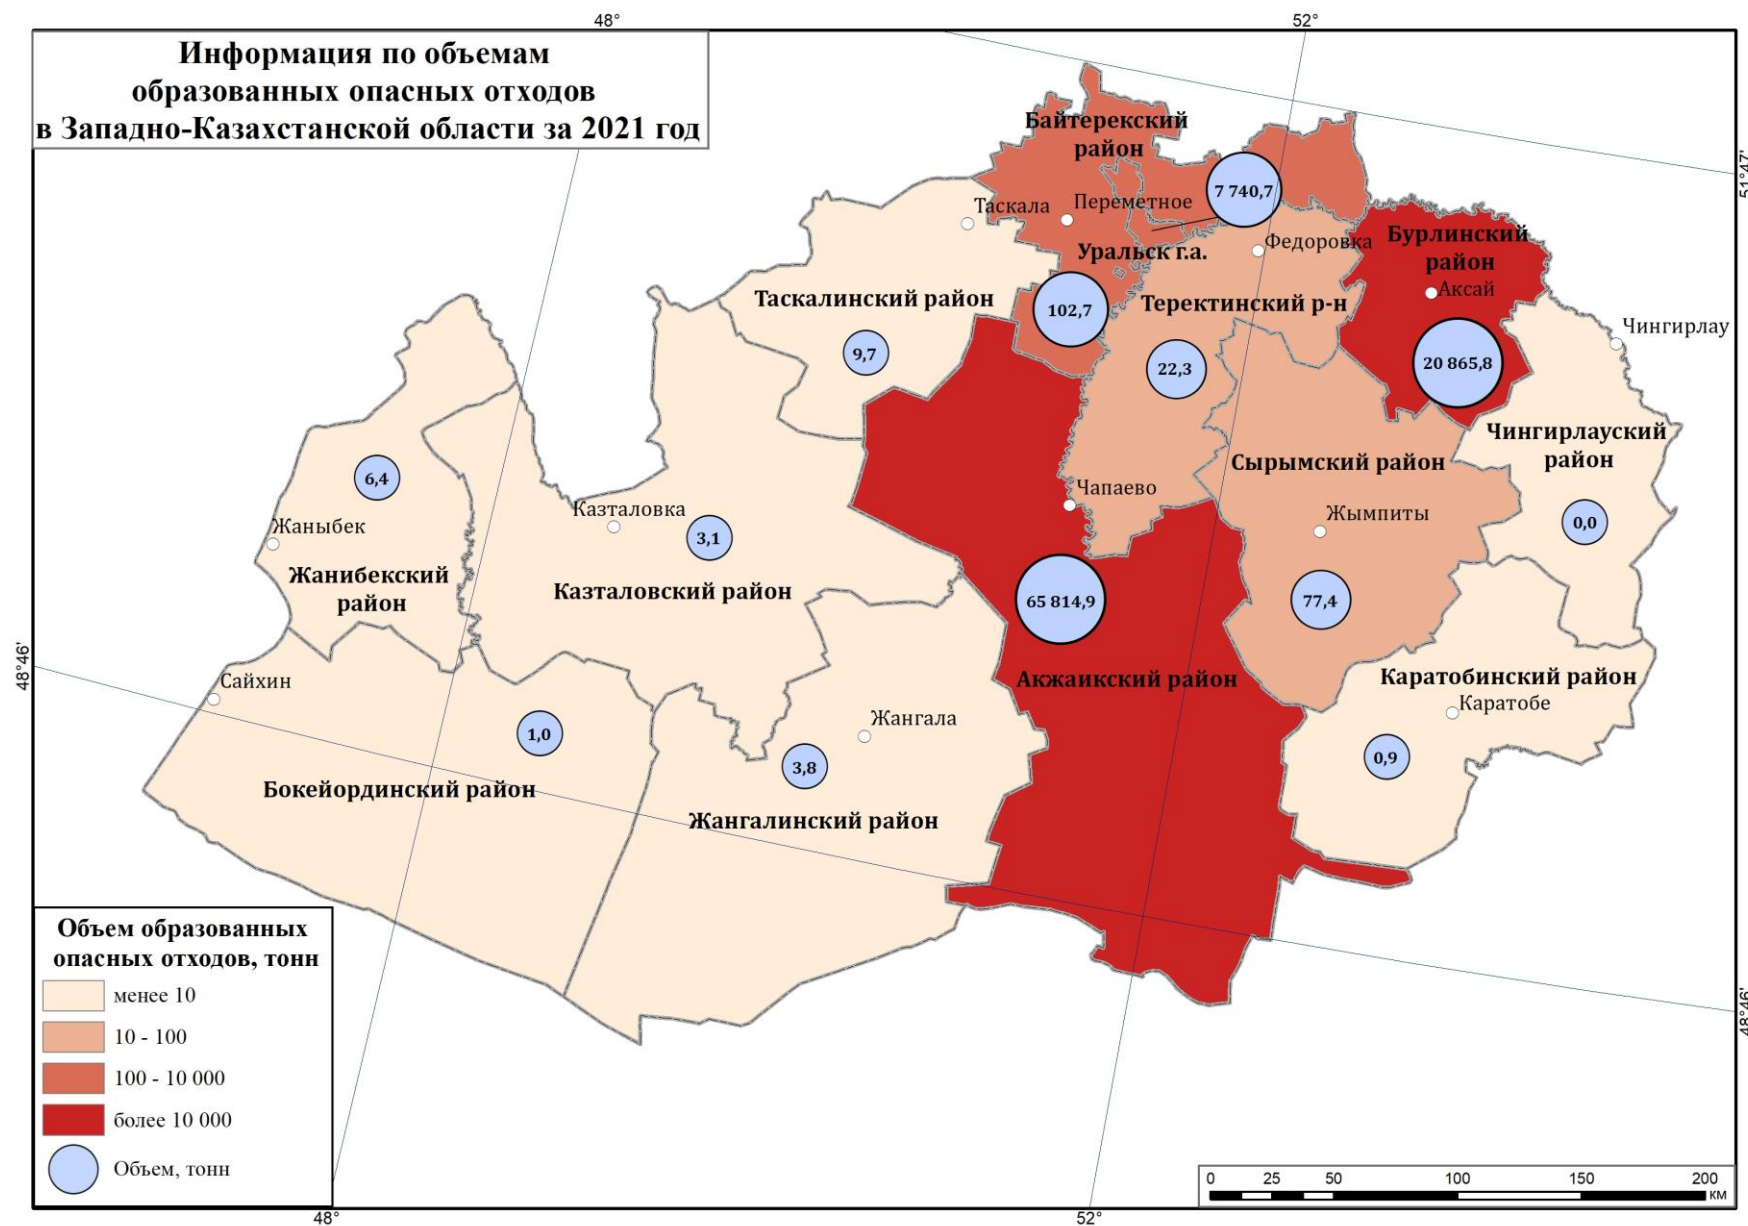 48°
52°
Информация по объемам
образованных опасных отходов
в Западно-Казахстанской области за 2021 год
Байтерекский
район
51°47'
7 740,7
Таскала
Переметное
Федоровка
Бурлинский
район
Уральск г.а.
Аксай
Таскалинский район
Теректинский р-н
102,7
Чингирлау
9,7
22,3
20 865,8
Чингирлауский
район
Сырымский район
6,4
Чапаево
Казталовка
Жымпиты
0,0
Жаныбек
3,1
Жанибекский
район
Казталовский район
65 814,9
77,4
48°46'
Сайхин
Акжаикский район
Каратобинский район
Каратобе
Жангала
1,0
0,9
3,8
Бокейординский район
Жангалинский район
Объем образованных
опасных отходов, тонн
менее 10
10 - 100
100 - 10 000
более 10 000
Объем, тонн
48°46'
0 25 50 100 150 200
км
48°
52°